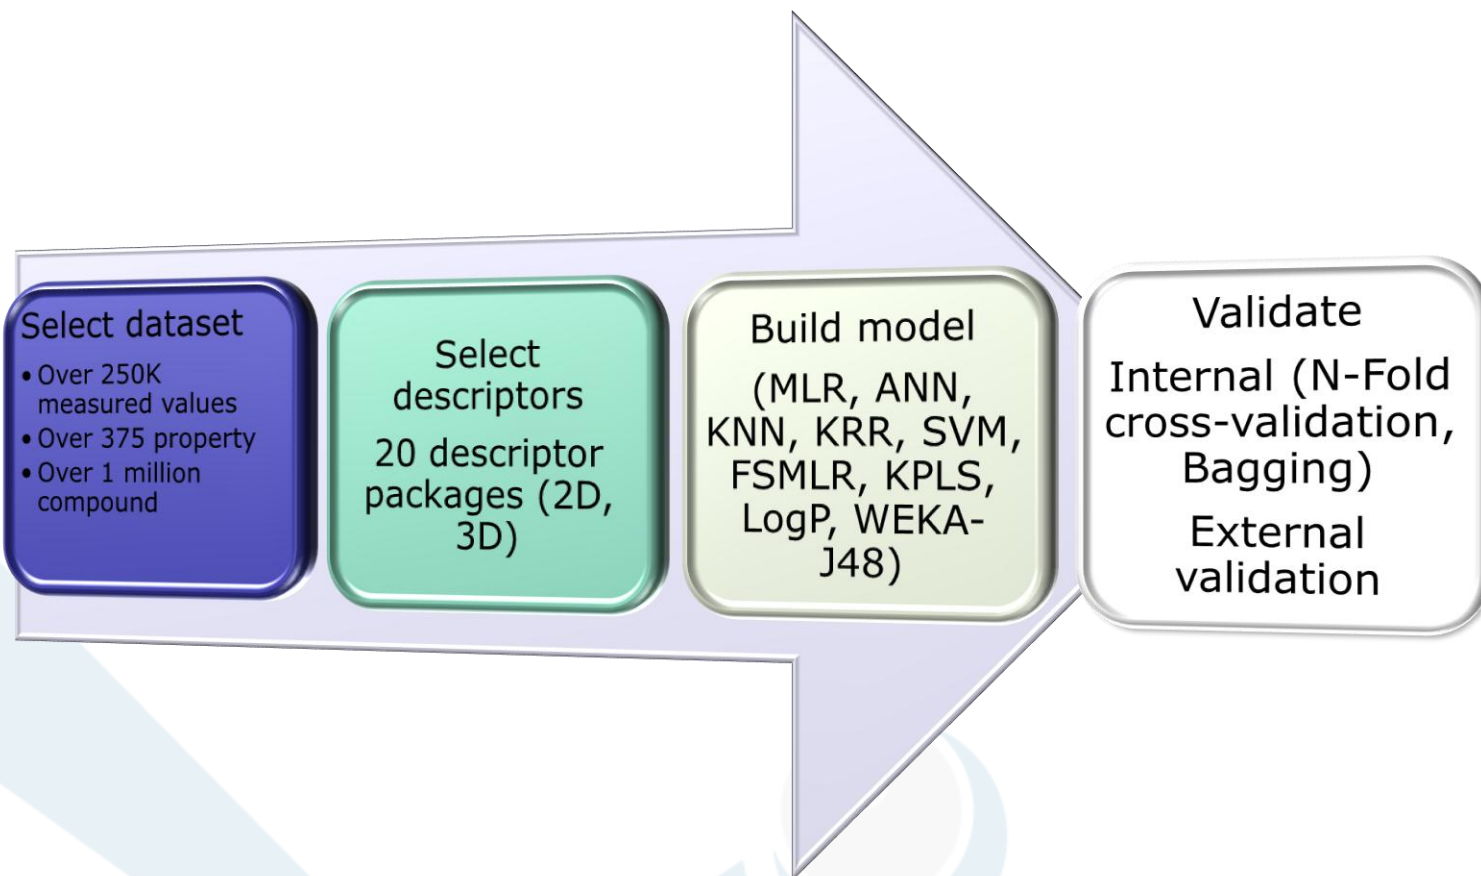 Select dataset
• Over 250K
measured values
• Over 375 property
• Over 1 million
compound
Select
descriptors
20 descriptor
packages (2D,
3D)
Build model
(MLR, ANN,
KNN, KRR, SVM,
FSMLR, KPLS,
LogP, WEKA-
J48)
Validate
Internal (N-Fold
cross-validation,
Bagging)
External
validation